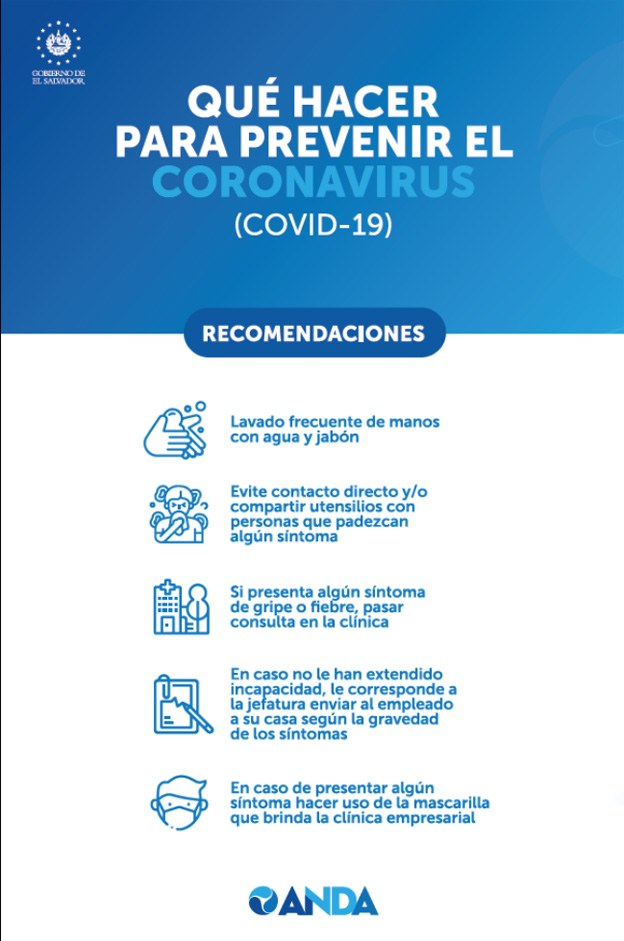 GOBIERNO DE
EL SALVADOR
QUÉ HACER
PARA PREVENIR EL
CORONAVIRUS
(COVID-19)
RECOMENDACIONES
Lavado frecuente de manos
con agua y jabón
Evite contacto directo y/o
compartir utensilios con
personas que padezcan
algún síntoma
Si presenta algún síntoma
de gripe o fiebre, pasar
consulta en la clínica
En caso no le han extendido
incapacidad, le corresponde a
la jefatura enviar al empleado
a su casa según la gravedad
de los síntomas
En caso de presentar algún
síntoma hacer uso de la mascarilla
que brinda la clínica empresarial
ANDA